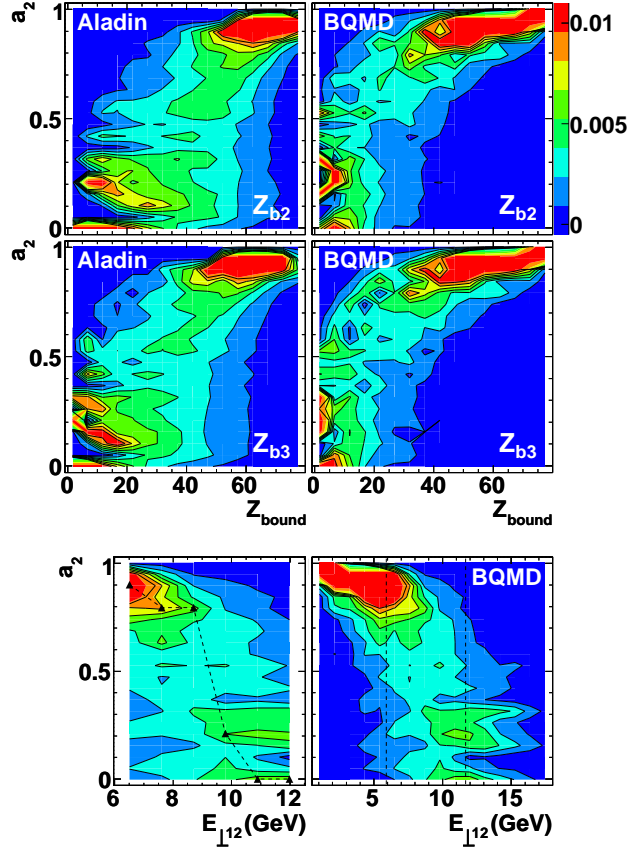 a2 1 Aladin BQMD 0.01
0.5 0.005
0 Zb2 Zb2 0
a2 1 Aladin BQMD
0.5
0 Zb3 Zb3
0 20 40 60 0 20 40 60
Zbound Zbound
a2 1 BQMD
0.5
0
6 8 10 12 5 10 15
E⊥12(GeV) E⊥12(GeV)